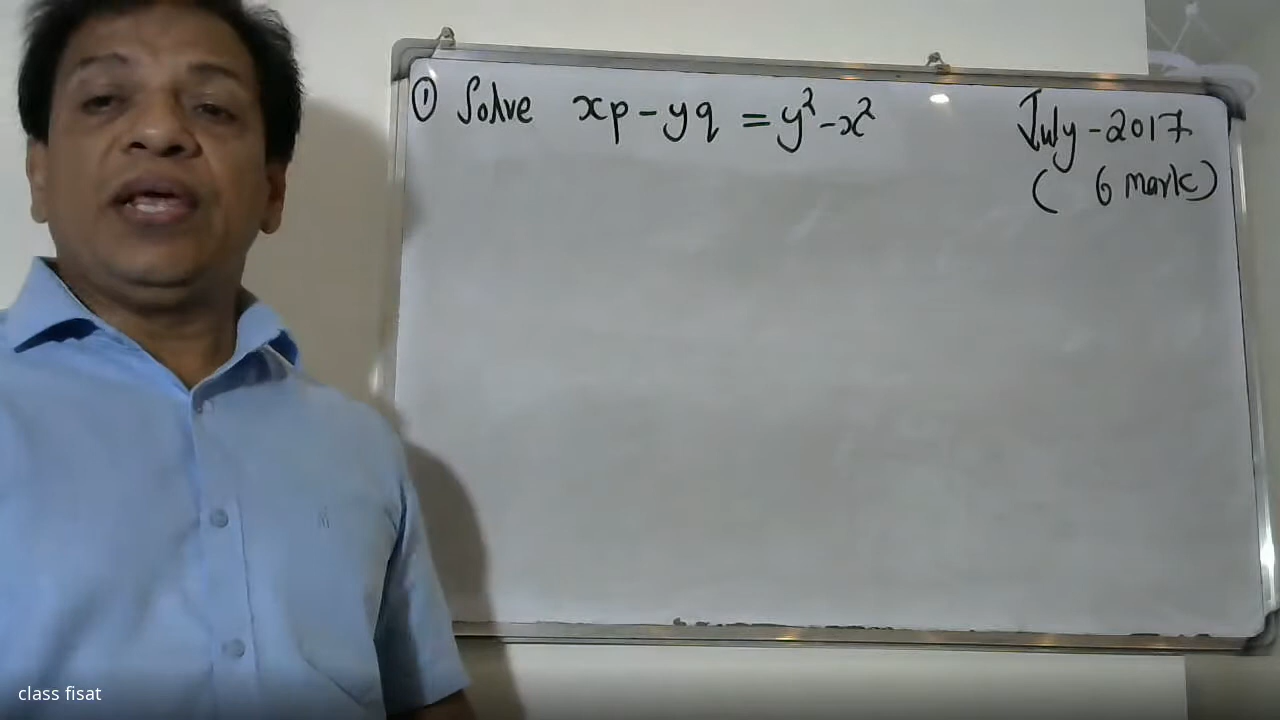 ① Solve xp - yq = y² - x²
July - 2017
( 6 mark)
class fisat